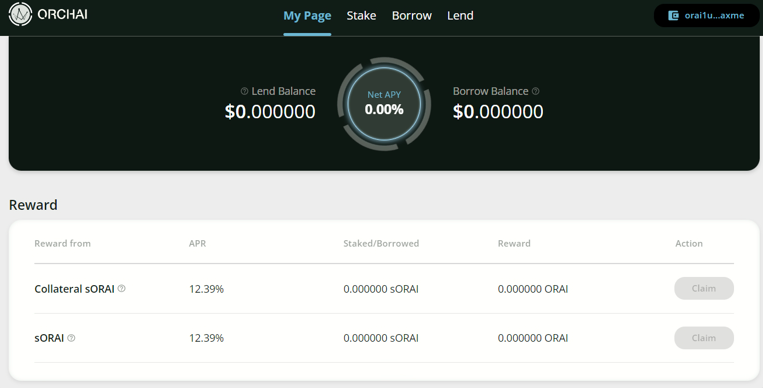 ORCHAI My Page Stake Borrow Lend orai1u...axme
Lend Balance Net APY Borrow Balance
$0.000000 0.00% $0.000000
Reward
Reward from APR Staked/Borrowed Reward Action
Collateral sORAI 12.39% 0.000000 sORAI 0.000000 ORAI Claim
sORAI 12.39% 0.000000 sORAI 0.000000 ORAI Claim